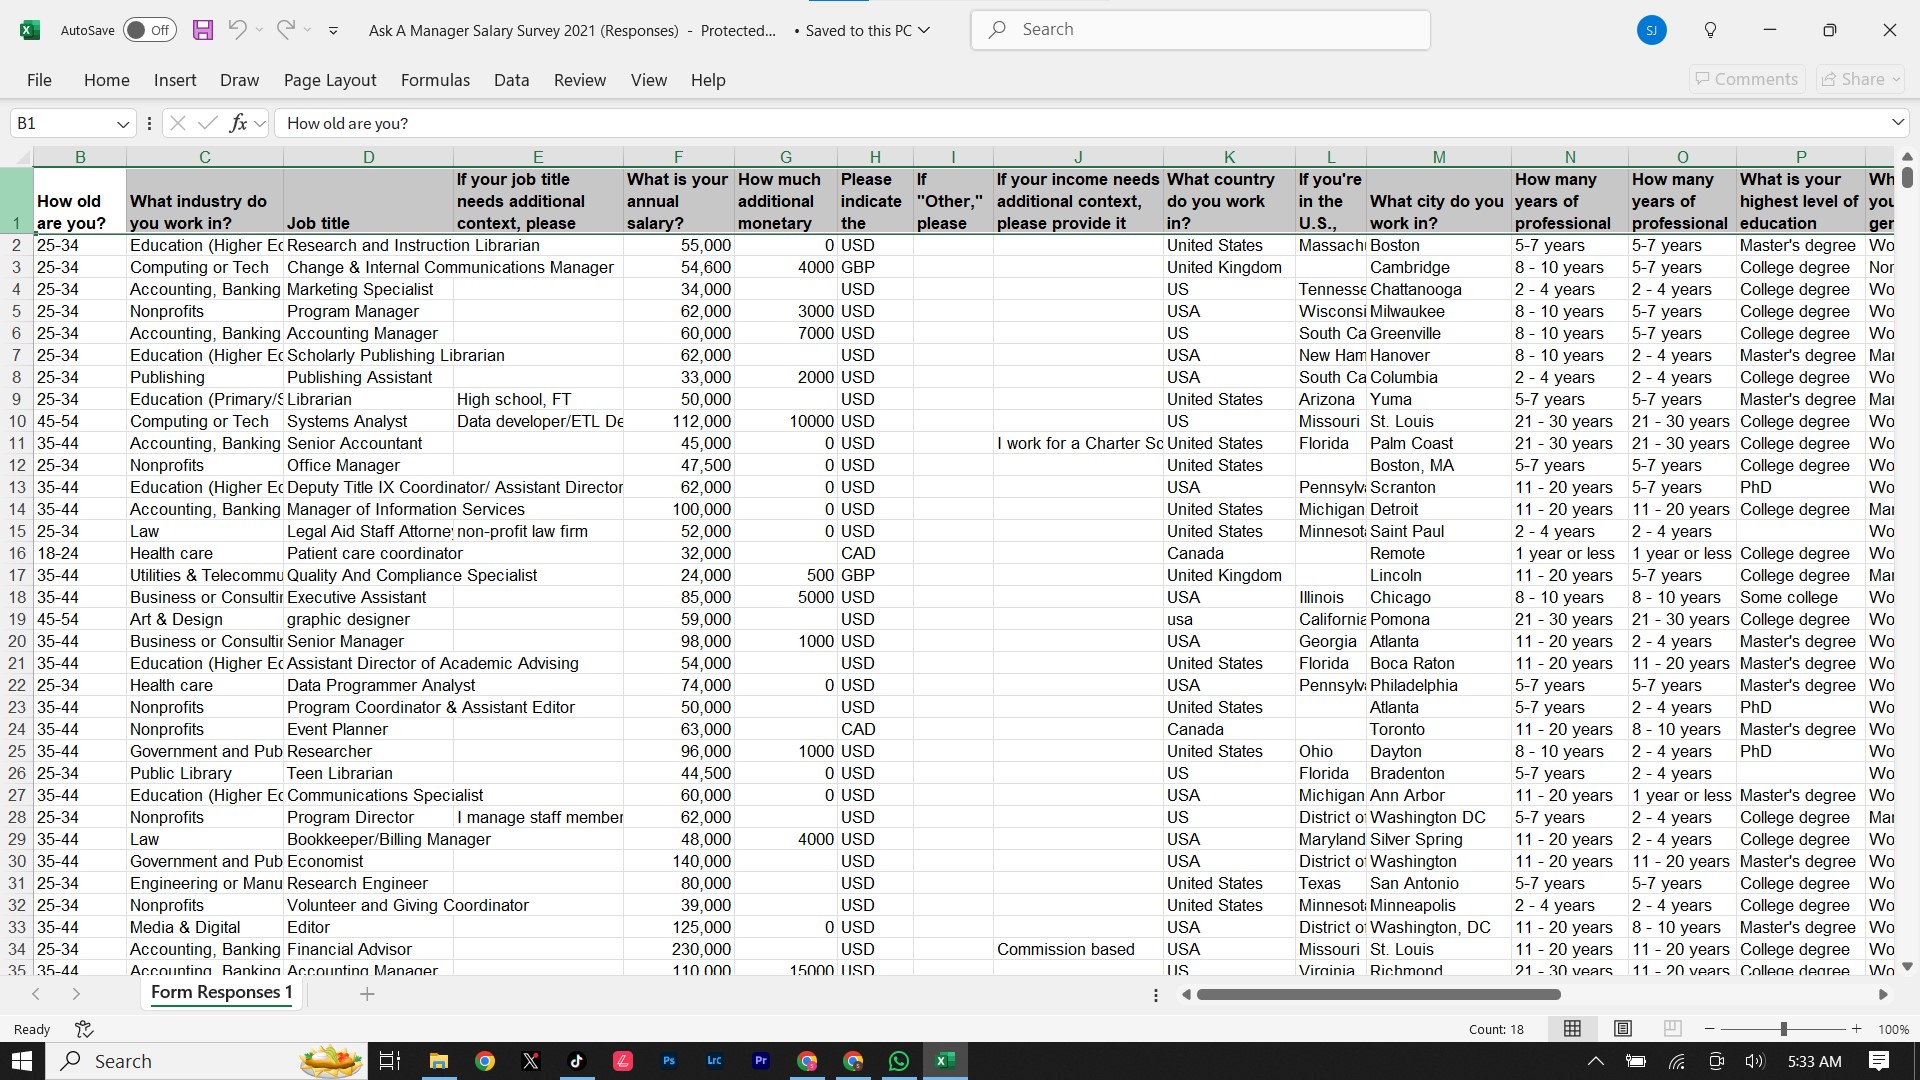 AutoSave Off Ask A Manager Salary Survey 2021 (Responses) - Protected... • Saved to this PC Search SJ
File Home Insert Draw Page Layout Formulas Data Review View Help Comments Share
B1 fx How old are you?
B C D E F G H I J K L M N O P
1 How old are you? What industry do you work in? Job title If your job title needs additional context, please What is your annual salary? How much additional monetary Please indicate the If "Other," please If your income needs additional context, please provide it What country do you work in? If you're in the U.S., What city do you work in? How many years of professional How many years of professional What is your highest level of education Wh you ger
2 25-34 Education (Higher Ec Research and Instruction Librarian 55,000 0 USD United States Massach Boston 5-7 years 5-7 years Master's degree Wo
3 25-34 Computing or Tech Change & Internal Communications Manager 54,600 4000 GBP United Kingdom Cambridge 8 - 10 years 5-7 years College degree Nor
4 25-34 Accounting, Banking Marketing Specialist 34,000 USD US Tennesse Chattanooga 2 - 4 years 2 - 4 years College degree Wo
5 25-34 Nonprofits Program Manager 62,000 3000 USD USA Wisconsi Milwaukee 8 - 10 years 5-7 years College degree Wo
6 25-34 Accounting, Banking Accounting Manager 60,000 7000 USD US South Ca Greenville 8 - 10 years 5-7 years College degree Wo
7 25-34 Education (Higher Ec Scholarly Publishing Librarian 62,000 USD USA New Ham Hanover 8 - 10 years 2 - 4 years Master's degree Mar
8 25-34 Publishing Publishing Assistant 33,000 2000 USD USA South Ca Columbia 2 - 4 years 2 - 4 years College degree Wo
9 25-34 Education (Primary/S Librarian High school, FT 50,000 USD United States Arizona Yuma 5-7 years 5-7 years Master's degree Mar
10 45-54 Computing or Tech Systems Analyst Data developer/ETL De 112,000 10000 USD US Missouri St. Louis 21 - 30 years 21 - 30 years College degree Wo
11 35-44 Accounting, Banking Senior Accountant 45,000 0 USD I work for a Charter Sc United States Florida Palm Coast 21 - 30 years 21 - 30 years College degree Wo
12 25-34 Nonprofits Office Manager 47,500 0 USD United States Boston, MA 5-7 years 5-7 years College degree Wo
13 35-44 Education (Higher Ec Deputy Title IX Coordinator/ Assistant Director 62,000 0 USD USA Pennsylv Scranton 11 - 20 years 5-7 years PhD Wo
14 35-44 Accounting, Banking Manager of Information Services 100,000 0 USD United States Michigan Detroit 11 - 20 years 11 - 20 years College degree Mar
15 25-34 Law Legal Aid Staff Attorney non-profit law firm 52,000 0 USD United States Minnesot Saint Paul 2 - 4 years 2 - 4 years Wo
16 18-24 Health care Patient care coordinator 32,000 CAD Canada Remote 1 year or less 1 year or less College degree Wo
17 35-44 Utilities & Telecommu Quality And Compliance Specialist 24,000 500 GBP United Kingdom Lincoln 11 - 20 years 5-7 years College degree Mar
18 35-44 Business or Consultin Executive Assistant 85,000 5000 USD USA Illinois Chicago 8 - 10 years 8 - 10 years Some college Wo
19 45-54 Art & Design graphic designer 59,000 USD usa California Pomona 21 - 30 years 21 - 30 years College degree Wo
20 35-44 Business or Consultin Senior Manager 98,000 1000 USD USA Georgia Atlanta 11 - 20 years 2 - 4 years Master's degree Wo
21 35-44 Education (Higher Ec Assistant Director of Academic Advising 54,000 USD United States Florida Boca Raton 11 - 20 years 11 - 20 years Master's degree Wo
22 25-34 Health care Data Programmer Analyst 74,000 0 USD USA Pennsylv Philadelphia 5-7 years 5-7 years Master's degree Wo
23 35-44 Nonprofits Program Coordinator & Assistant Editor 50,000 USD United States Atlanta 5-7 years 2 - 4 years PhD Wo
24 35-44 Nonprofits Event Planner 63,000 CAD Canada Toronto 11 - 20 years 8 - 10 years Master's degree Wo
25 35-44 Government and Pub Researcher 96,000 1000 USD United States Ohio Dayton 8 - 10 years 2 - 4 years PhD Wo
26 25-34 Public Library Teen Librarian 44,500 0 USD US Florida Bradenton 5-7 years 2 - 4 years Wo
27 35-44 Education (Higher Ec Communications Specialist 60,000 0 USD USA Michigan Ann Arbor 11 - 20 years 1 year or less Master's degree Wo
28 25-34 Nonprofits Program Director I manage staff member 62,000 USD US District of Washington DC 5-7 years 2 - 4 years College degree Mar
29 35-44 Law Bookkeeper/Billing Manager 48,000 4000 USD USA Maryland Silver Spring 11 - 20 years 2 - 4 years College degree Wo
30 35-44 Government and Pub Economist 140,000 USD USA District of Washington 11 - 20 years 11 - 20 years Master's degree Wo
31 25-34 Engineering or Manu Research Engineer 80,000 USD United States Texas San Antonio 5-7 years 5-7 years College degree Wo
32 25-34 Nonprofits Volunteer and Giving Coordinator 39,000 USD United States Minnesot Minneapolis 2 - 4 years 2 - 4 years College degree Wo
33 35-44 Media & Digital Editor 125,000 0 USD USA District of Washington, DC 11 - 20 years 8 - 10 years Master's degree Wo
34 25-34 Accounting, Banking Financial Advisor 230,000 USD Commission based USA Missouri St. Louis 11 - 20 years 11 - 20 years College degree Wo
35 35-44 Accounting, Banking Accounting Manager 110,000 15000 USD US Virginia Richmond 21 - 30 years 11 - 20 years College degree Wo
Form Responses 1
Ready Count: 18 100%
Search Ps LrC Pr 5:33 AM